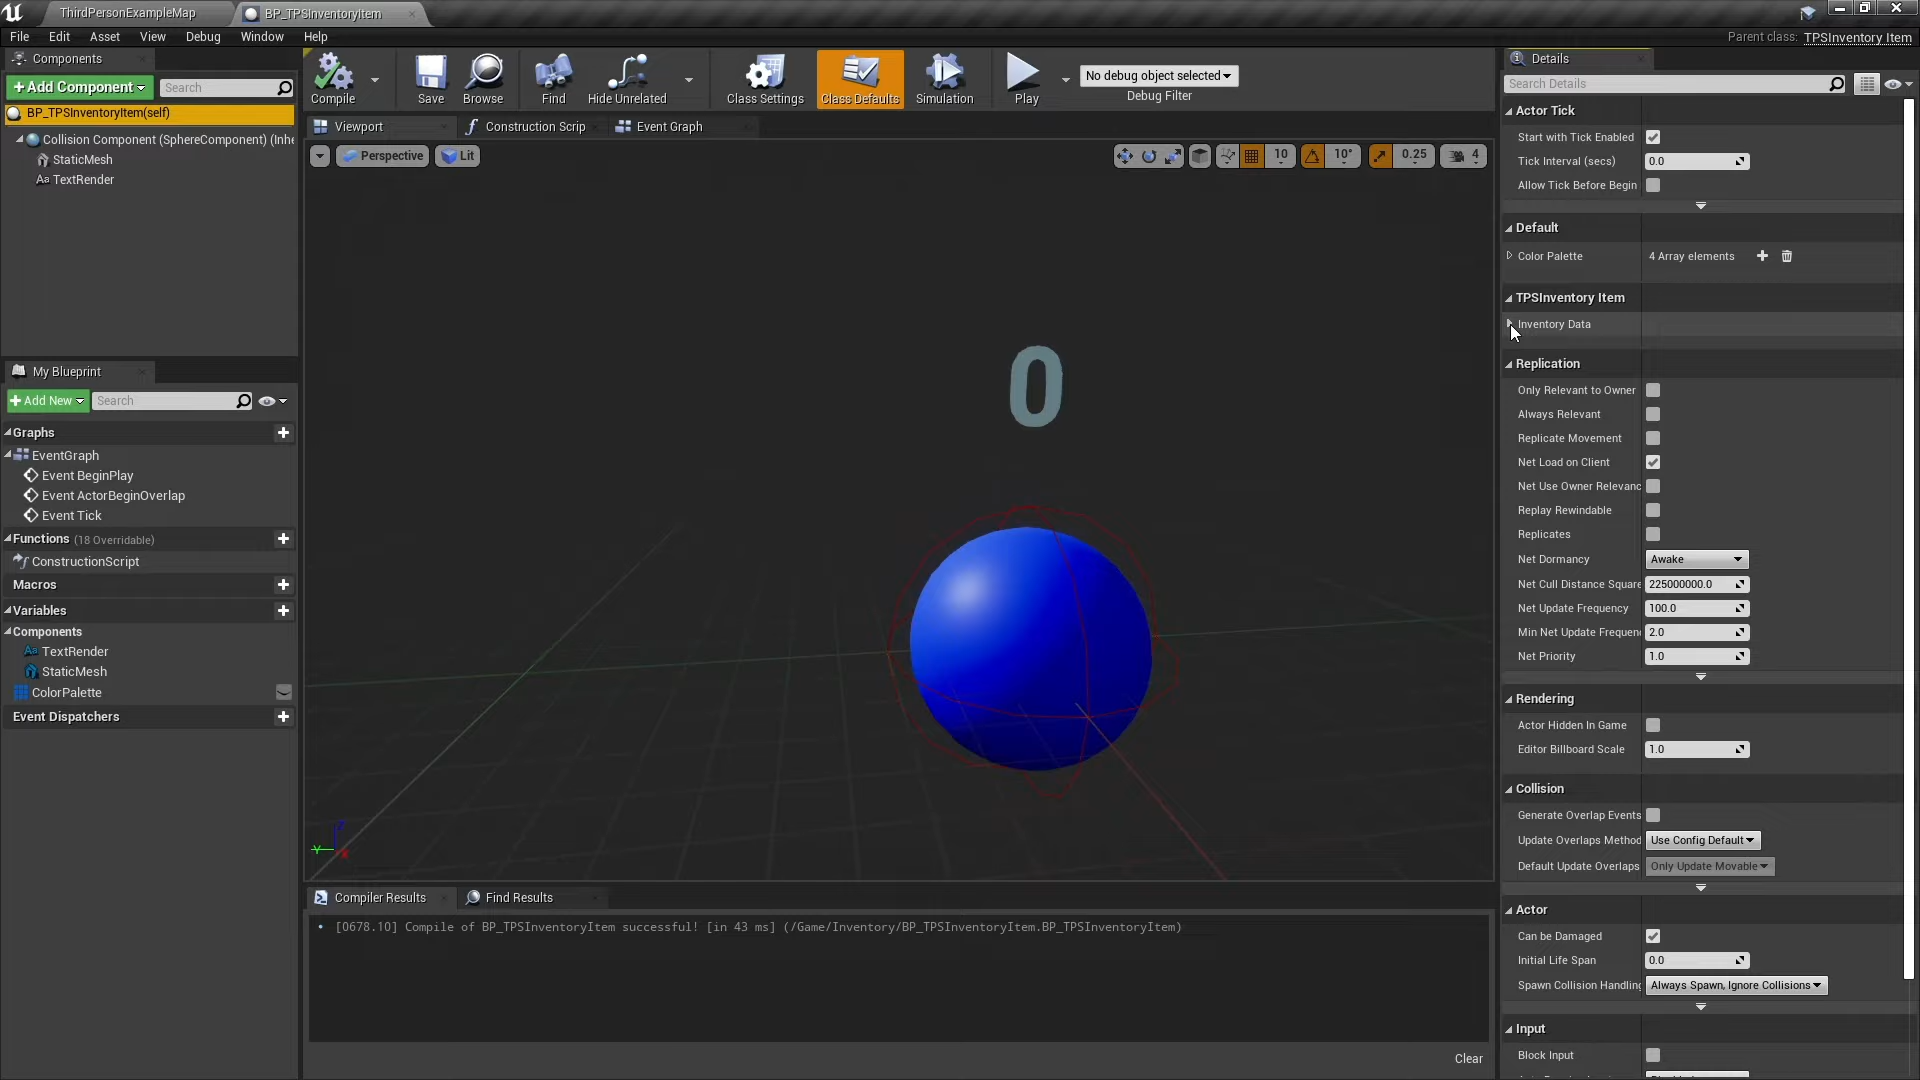 ThirdPersonExampleMap
BP_TPSInventoryItem
File Edit Asset View Debug Window Help
Parent class: TPSInventory Item
Components
+Add Component
Search
BP_TPSInventoryItem(self)
Collision Component (SphereComponent) (Inhe
StaticMesh
TextRender
My Blueprint
+Add New
Search
Graphs
EventGraph
Event BeginPlay
Event ActorBeginOverlap
Event Tick
Functions (18 Overridable)
ConstructionScript
Macros
Variables
Components
TextRender
StaticMesh
ColorPalette
Event Dispatchers
Compile
Save
Browse
Find
Hide Unrelated
Class Settings
Class Defaults
Simulation
Play
No debug object selected
Debug Filter
Viewport
Construction Scrip
Event Graph
Perspective
Lit
10
10°
0.25
4
0
Z
Y
X
Compiler Results
Find Results
[0678.10] Compile of BP_TPSInventoryItem successful! [in 43 ms] (/Game/Inventory/BP_TPSInventoryItem.BP_TPSInventoryItem)
Clear
Details
Search Details
Actor Tick
Start with Tick Enabled
Tick Interval (secs) 0.0
Allow Tick Before Begin
Default
Color Palette 4 Array elements
TPSInventory Item
Inventory Data
Replication
Only Relevant to Owner
Always Relevant
Replicate Movement
Net Load on Client
Net Use Owner Relevanc
Replay Rewindable
Replicates
Net Dormancy Awake
Net Cull Distance Square 225000000.0
Net Update Frequency 100.0
Min Net Update Frequen 2.0
Net Priority 1.0
Rendering
Actor Hidden In Game
Editor Billboard Scale 1.0
Collision
Generate Overlap Events
Update Overlaps Method Use Config Default
Default Update Overlaps Only Update Movable
Actor
Can be Damaged
Initial Life Span 0.0
Spawn Collision Handling Always Spawn, Ignore Collisions
Input
Block Input